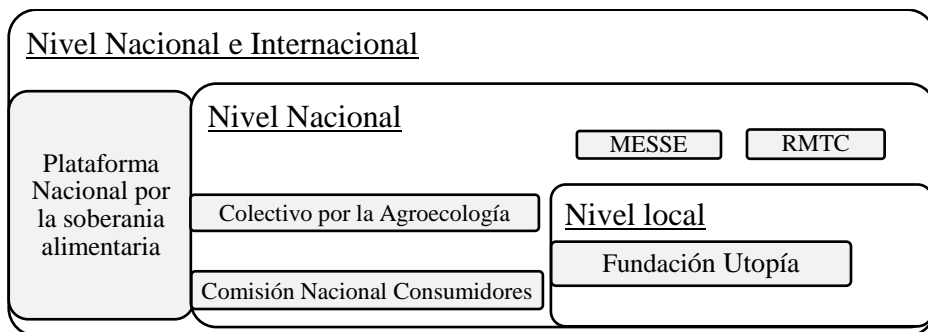 Nivel Nacional e Internacional
Plataforma
Nacional por
la soberania
alimentaria
Nivel Nacional
MESSE
RMTC
Colectivo por la Agroecología
Comisión Nacional Consumidores
Nivel local
Fundación Utopía